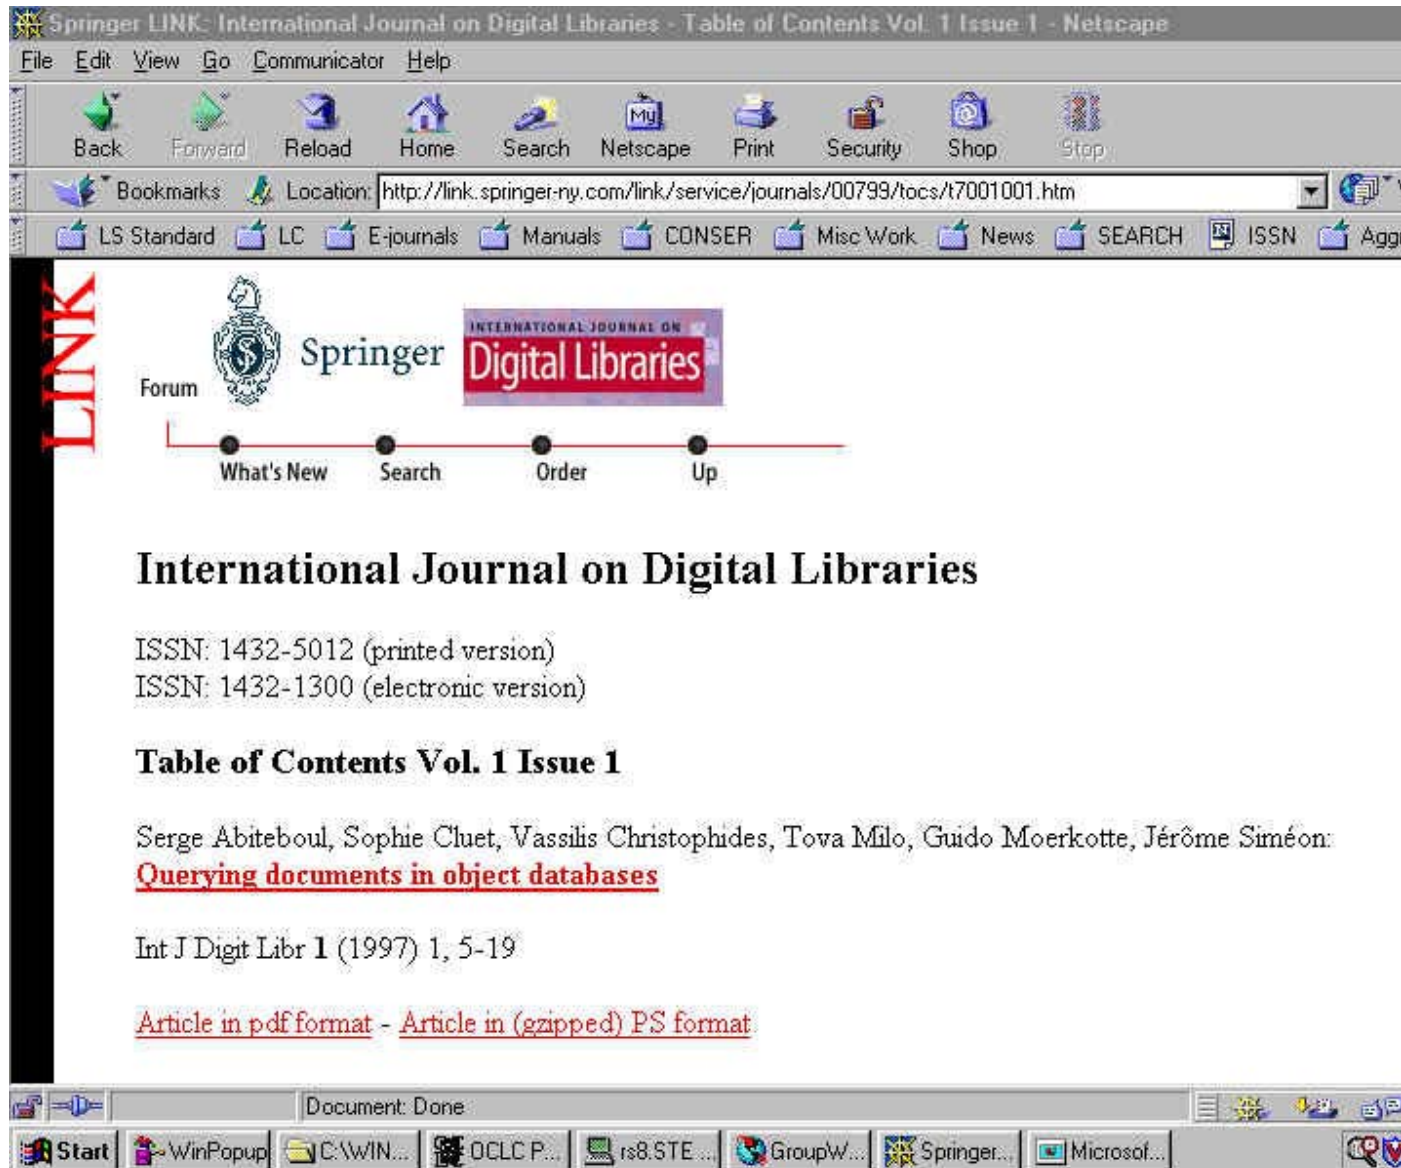 Springer LINK: International Journal on Digital Libraries - Table of Contents Vol. 1 Issue 1 - Netscape
File Edit View Go Communicator Help
My
Back Forward Reload Home Search Netscape Print Security Shop Stop
Bookmarks Location: http://link.springer-ny.com/link/service/journals/00799/tocs/t7001001.htm
LS Standard LC E-journals Manuals CONSER Misc Work News SEARCH ISSN Aggr
LINK
INTERNATIONAL JOURNAL ON
Springer Digital Libraries
Forum
What's New Search Order Up
International Journal on Digital Libraries
ISSN: 1432-5012 (printed version)
ISSN: 1432-1300 (electronic version)
Table of Contents Vol. 1 Issue 1
Serge Abiteboul, Sophie Cluet, Vassilis Christophides, Tova Milo, Guido Moerkotte, Jérôme Siméon:
Querying documents in object databases
Int J Digit Libr 1 (1997) 1, 5-19
Article in pdf format - Article in (gzipped) PS format
Document: Done
Start WinPopup C:\WIN... OCLC P... rs8.STE ... GroupW... Springer... Microsof...